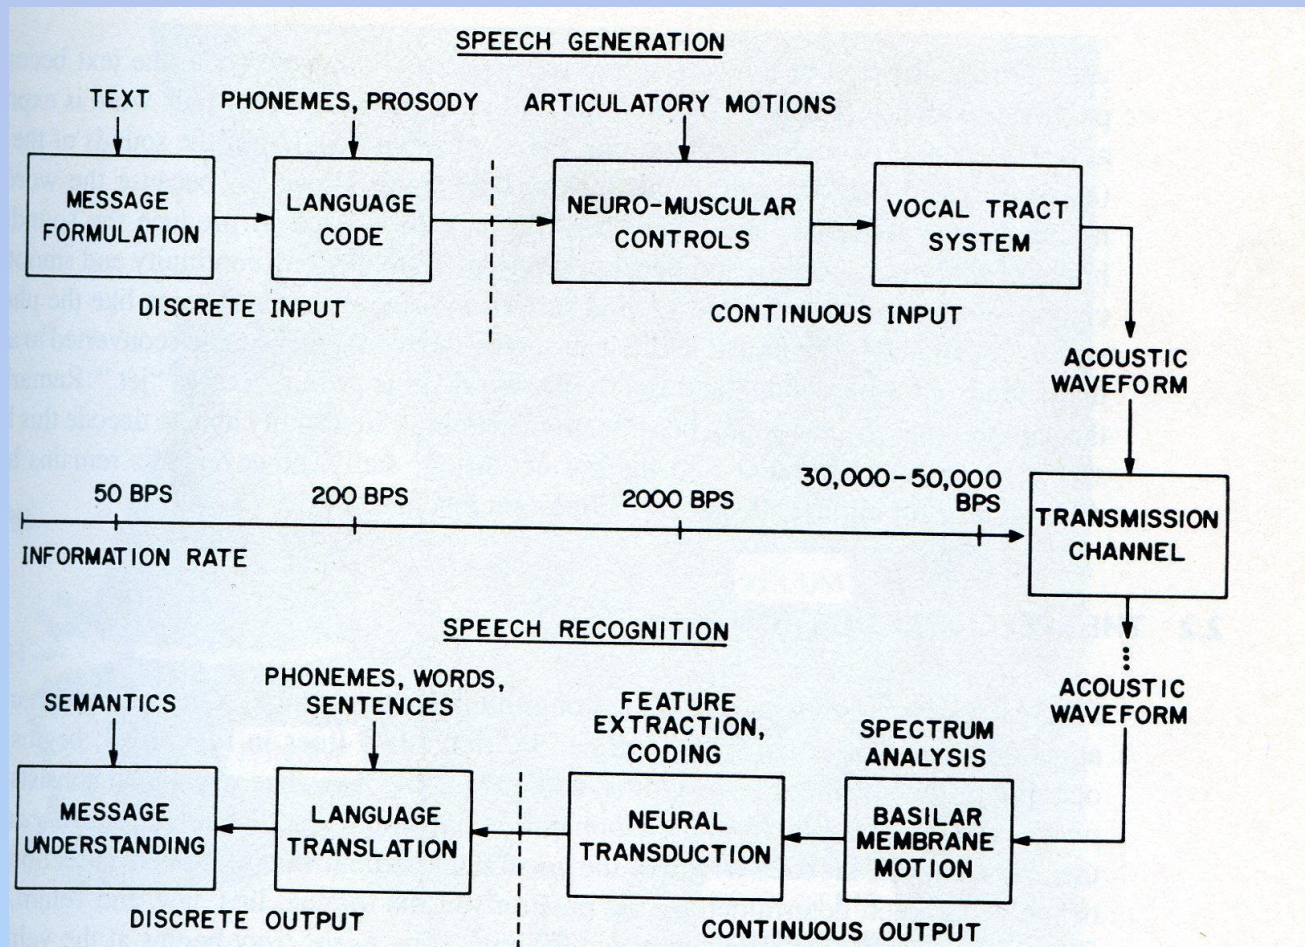 SPEECH GENERATION
TEXT
PHONEMES, PROSODY
ARTICULATORY MOTIONS
MESSAGE
FORMULATION
LANGUAGE
CODE
NEURO-MUSCULAR
CONTROLS
VOCAL TRACT
SYSTEM
DISCRETE INPUT
CONTINUOUS INPUT
ACOUSTIC
WAVEFORM
50 BPS
200 BPS
2000 BPS
30,000-50,000
BPS
INFORMATION RATE
TRANSMISSION
CHANNEL
SPEECH RECOGNITION
ACOUSTIC
WAVEFORM
SEMANTICS
PHONEMES, WORDS,
SENTENCES
FEATURE
EXTRACTION,
CODING
SPECTRUM
ANALYSIS
MESSAGE
UNDERSTANDING
LANGUAGE
TRANSLATION
NEURAL
TRANSDUCTION
BASILAR
MEMBRANE
MOTION
DISCRETE OUTPUT
CONTINUOUS OUTPUT